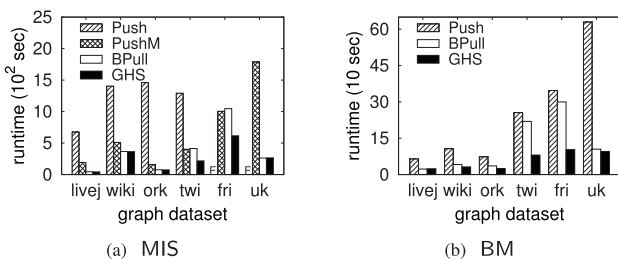 25
20
15
10
5
0
runtime (10² sec)
Push
PushM
BPull
GHS
F
F
livej wiki ork twi fri uk
graph dataset
(a) MIS
60
45
30
15
0
runtime (10 sec)
Push
BPull
GHS
livej wiki ork twi fri uk
graph dataset
(b) BM